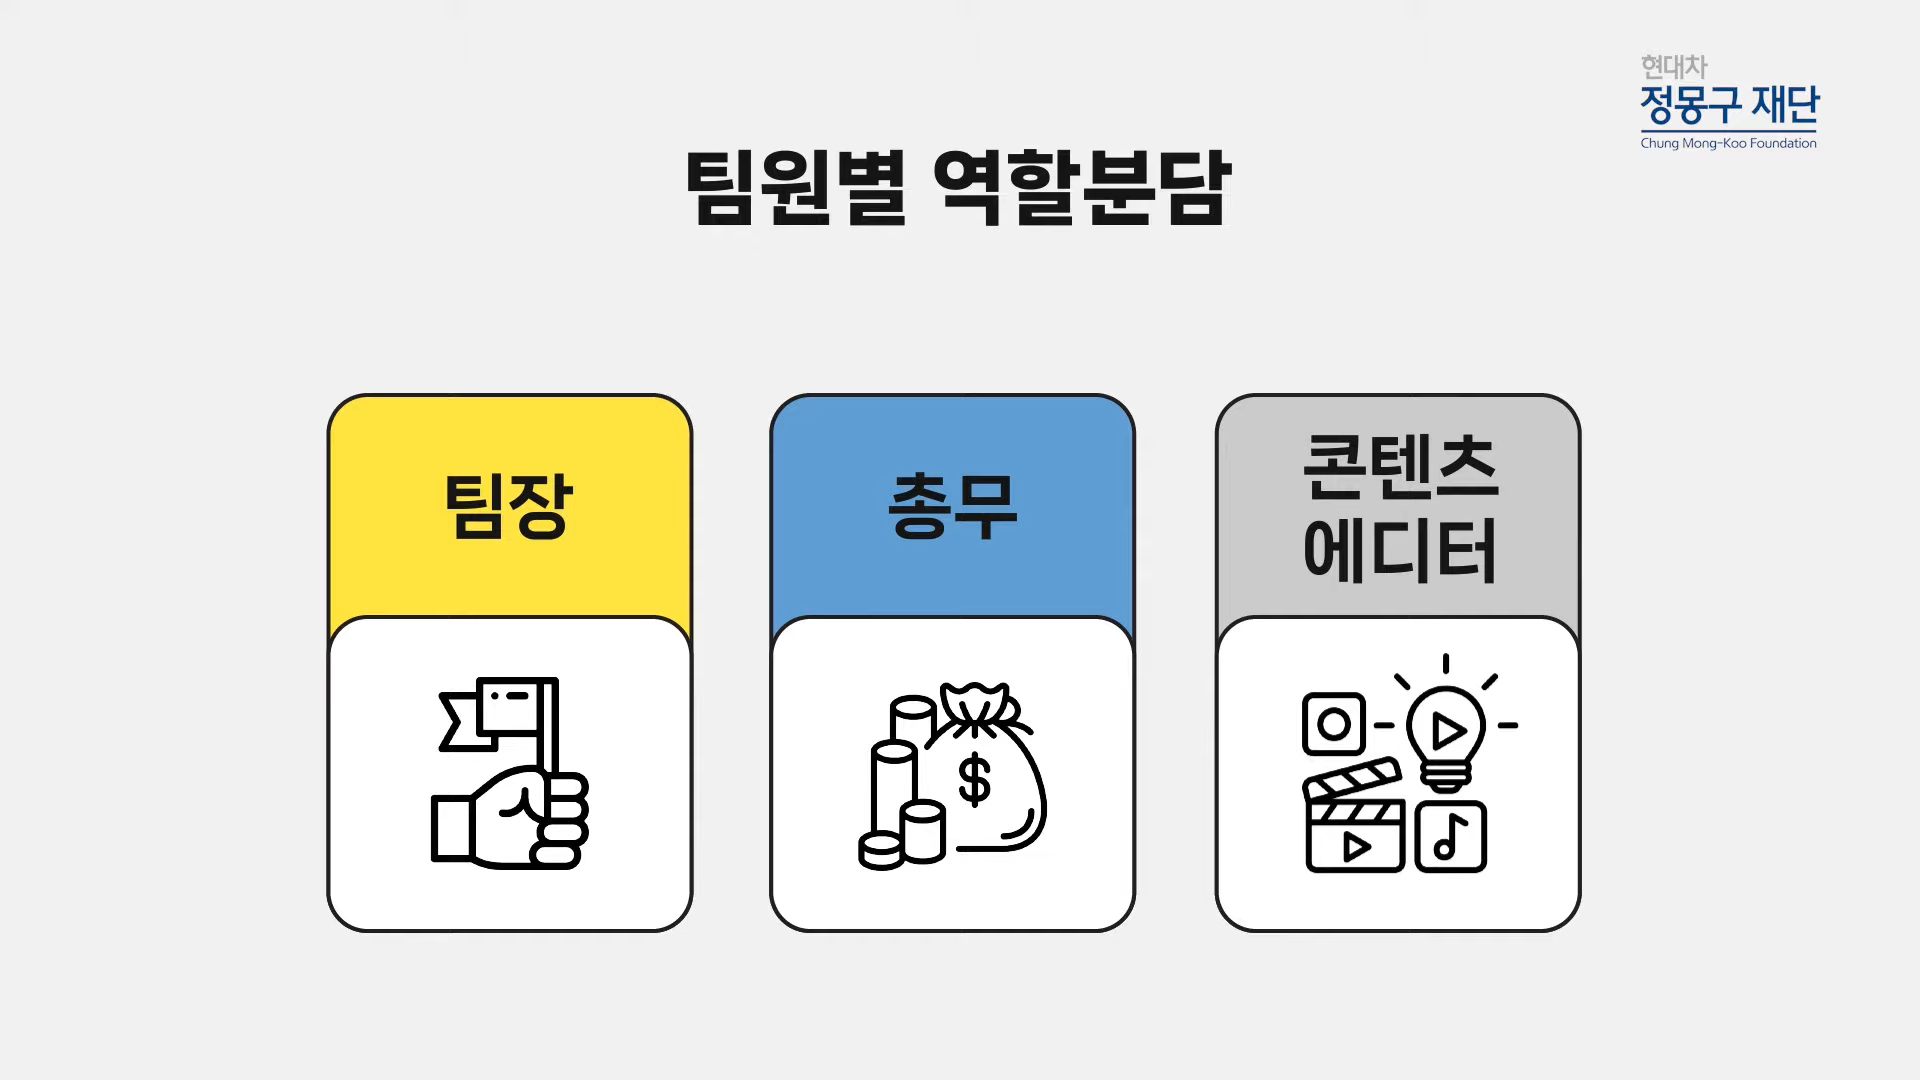 현대차
정몽구 재단
Chung Mong-Koo Foundation
팀원별 역할분담
팀장
총무
콘텐츠
에디터
$